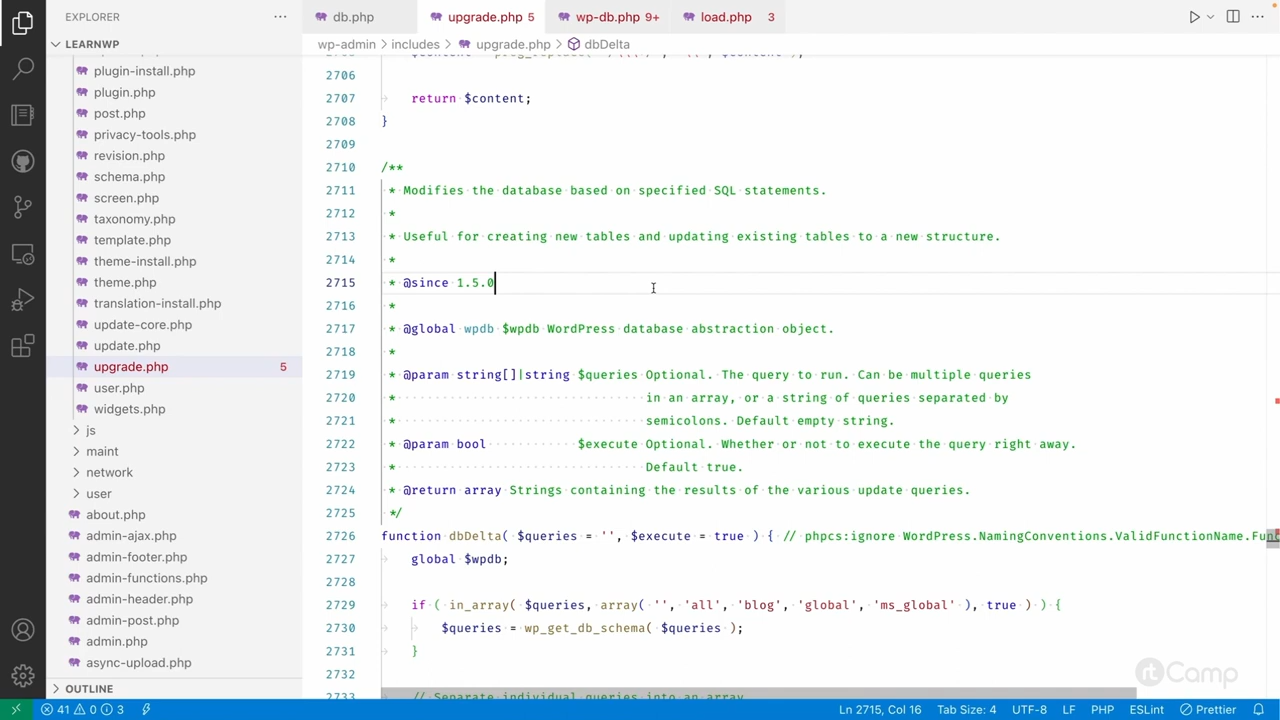 EXPLORER
LEARNWP
plugin-install.php
plugin.php
post.php
privacy-tools.php
revision.php
schema.php
screen.php
taxonomy.php
template.php
theme-install.php
theme.php
translation-install.php
update-core.php
update.php
upgrade.php 5
user.php
widgets.php
js
maint
network
user
about.php
admin-ajax.php
admin-footer.php
admin-functions.php
admin-header.php
admin-post.php
admin.php
async-upload.php
OUTLINE
db.php upgrade.php 5 wp-db.php 9+ load.php 3
wp-admin > includes > upgrade.php > dbDelta
2706
2707 return $content;
2708 }
2709
2710 /**
2711 * Modifies the database based on specified SQL statements.
2712 *
2713 * Useful for creating new tables and updating existing tables to a new structure.
2714 *
2715 * @since 1.5.0
2716 *
2717 * @global wpdb $wpdb WordPress database abstraction object.
2718 *
2719 * @param string[]|string $queries Optional. The query to run. Can be multiple queries
2720 * in an array, or a string of queries separated by
2721 * semicolons. Default empty string.
2722 * @param bool $execute Optional. Whether or not to execute the query right away.
2723 * Default true.
2724 * @return array Strings containing the results of the various update queries.
2725 */
2726 function dbDelta( $queries = '', $execute = true ) { // phpcs:ignore WordPress.NamingConventions.ValidFunctionName.Func
2727 global $wpdb;
2728
2729 if ( in_array( $queries, array( '', 'all', 'blog', 'global', 'ms_global' ), true ) ) {
2730 $queries = wp_get_db_schema( $queries );
2731 }
2732
2733 // Separate individual queries into an array
rtCamp
41 0 3 Ln 2715, Col 16 Tab Size: 4 UTF-8 LF PHP ESLint Prettier